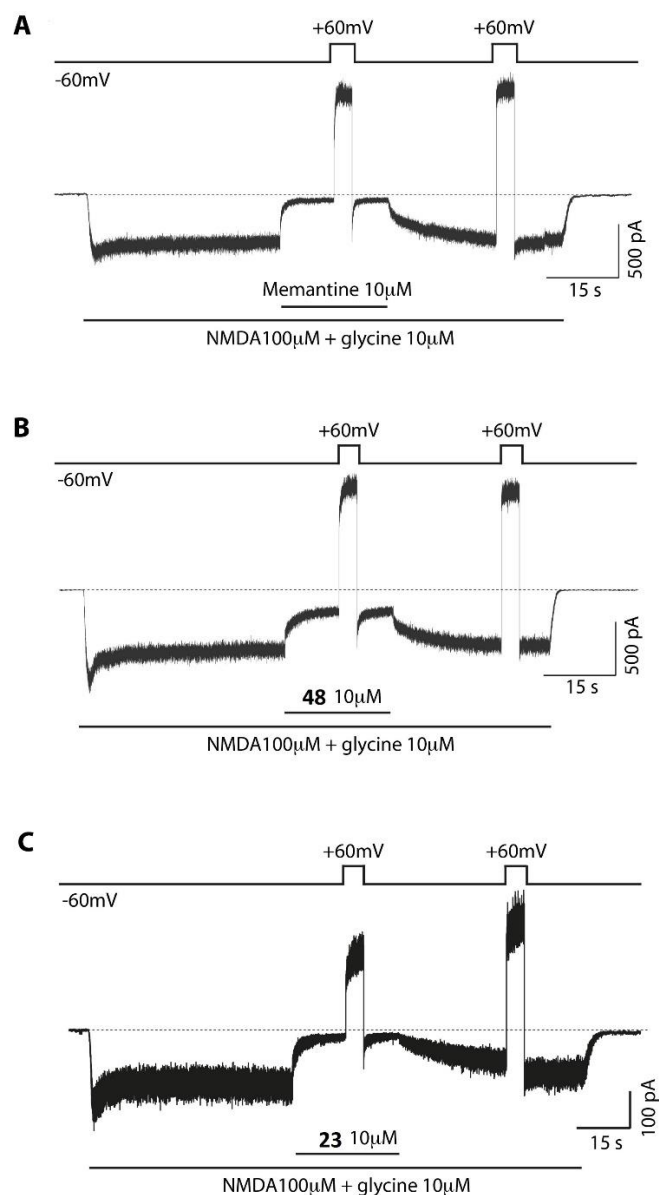 A
+60mV +60mV
-60mV
500 pA
15 s
Memantine 10μM
NMDA100μM + glycine 10μM
B
+60mV +60mV
-60mV
500 pA
15 s
48 10μM
NMDA100μM + glycine 10μM
C
+60mV +60mV
-60mV
100 pA
15 s
23 10μM
NMDA100μM + glycine 10μM